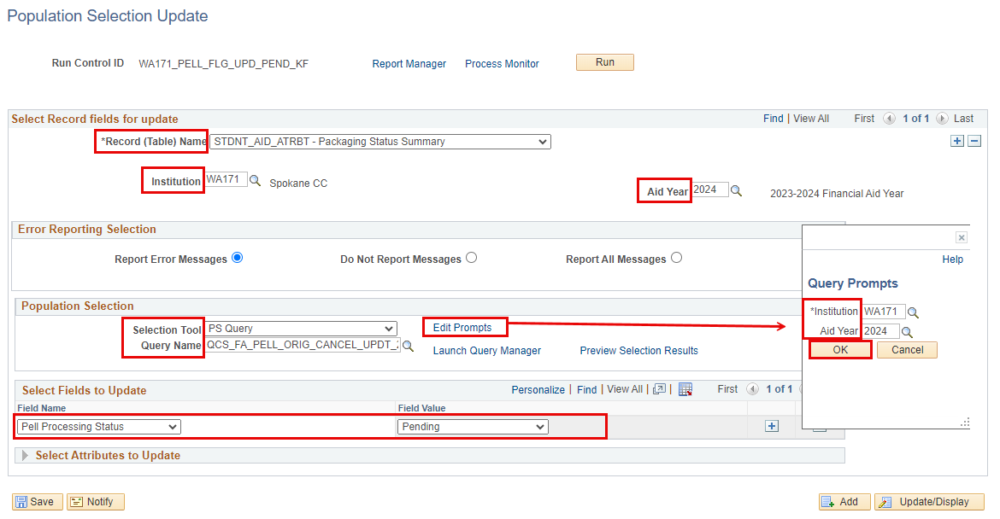 Population Selection Update
Run Control ID WA171_PELL_FLG_UPD_PEND_KF Report Manager Process Monitor Run
Select Record fields for update Find | View All First 1 of 1 Last
*Record (Table) Name STDNT_AID_ATRBT - Packaging Status Summary
Institution WA171 Spokane CC
Aid Year 2024 2023-2024 Financial Aid Year
Error Reporting Selection
Report Error Messages Do Not Report Messages Report All Messages
Population Selection
Selection Tool PS Query Edit Prompts
Query Name QCS_FA_PELL_ORIG_CANCEL_UPDT_
Launch Query Manager Preview Selection Results
Help
Query Prompts
*Institution WA171
Aid Year 2024
OK Cancel
Select Fields to Update Personalize | Find | View All | | First 1 of 1
Field Name Field Value
Pell Processing Status Pending
Select Attributes to Update
Save Notify Add Update/Display